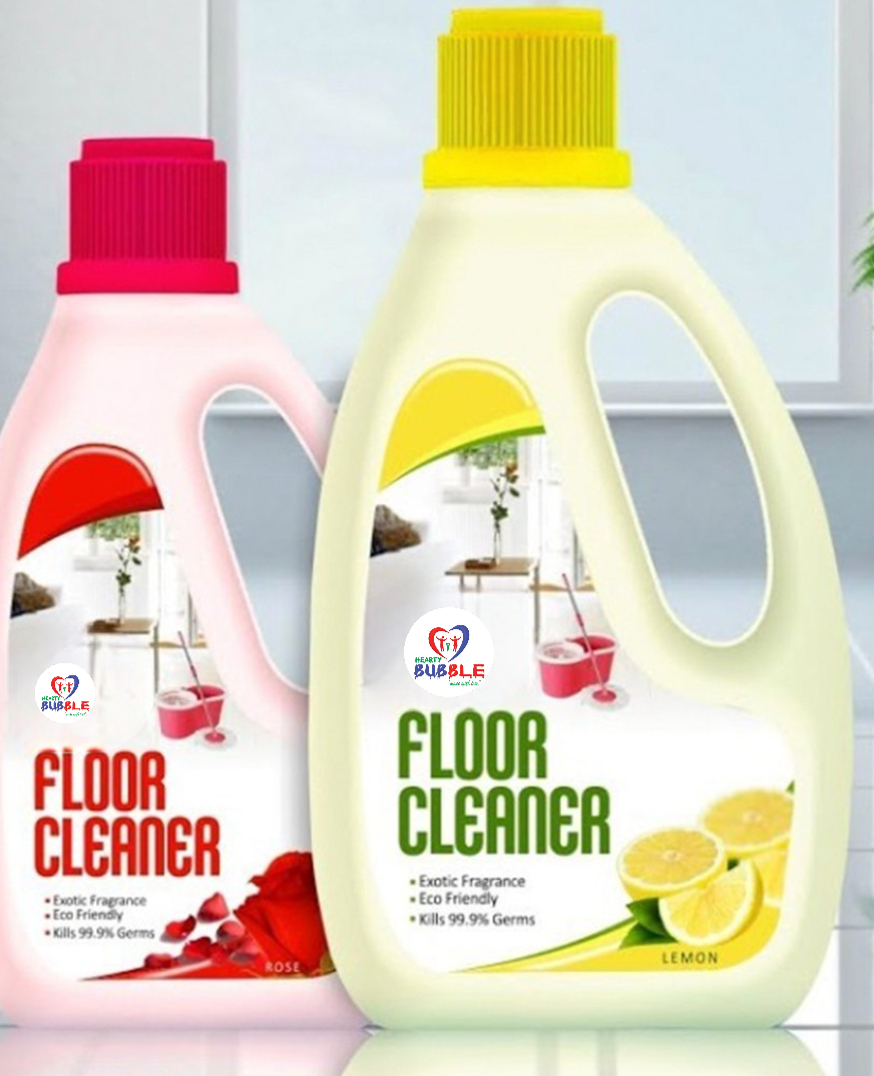 HEARTY
BUBBLE
FLOOR
CLEANER
▪ Exotic Fragrance
▪ Eco Friendly
▪ Kills 99.9% Germs
ROSE
HEARTY
BUBBLE
FLOOR
CLEANER
▪ Exotic Fragrance
▪ Eco Friendly
▪ Kills 99.9% Germs
LEMON